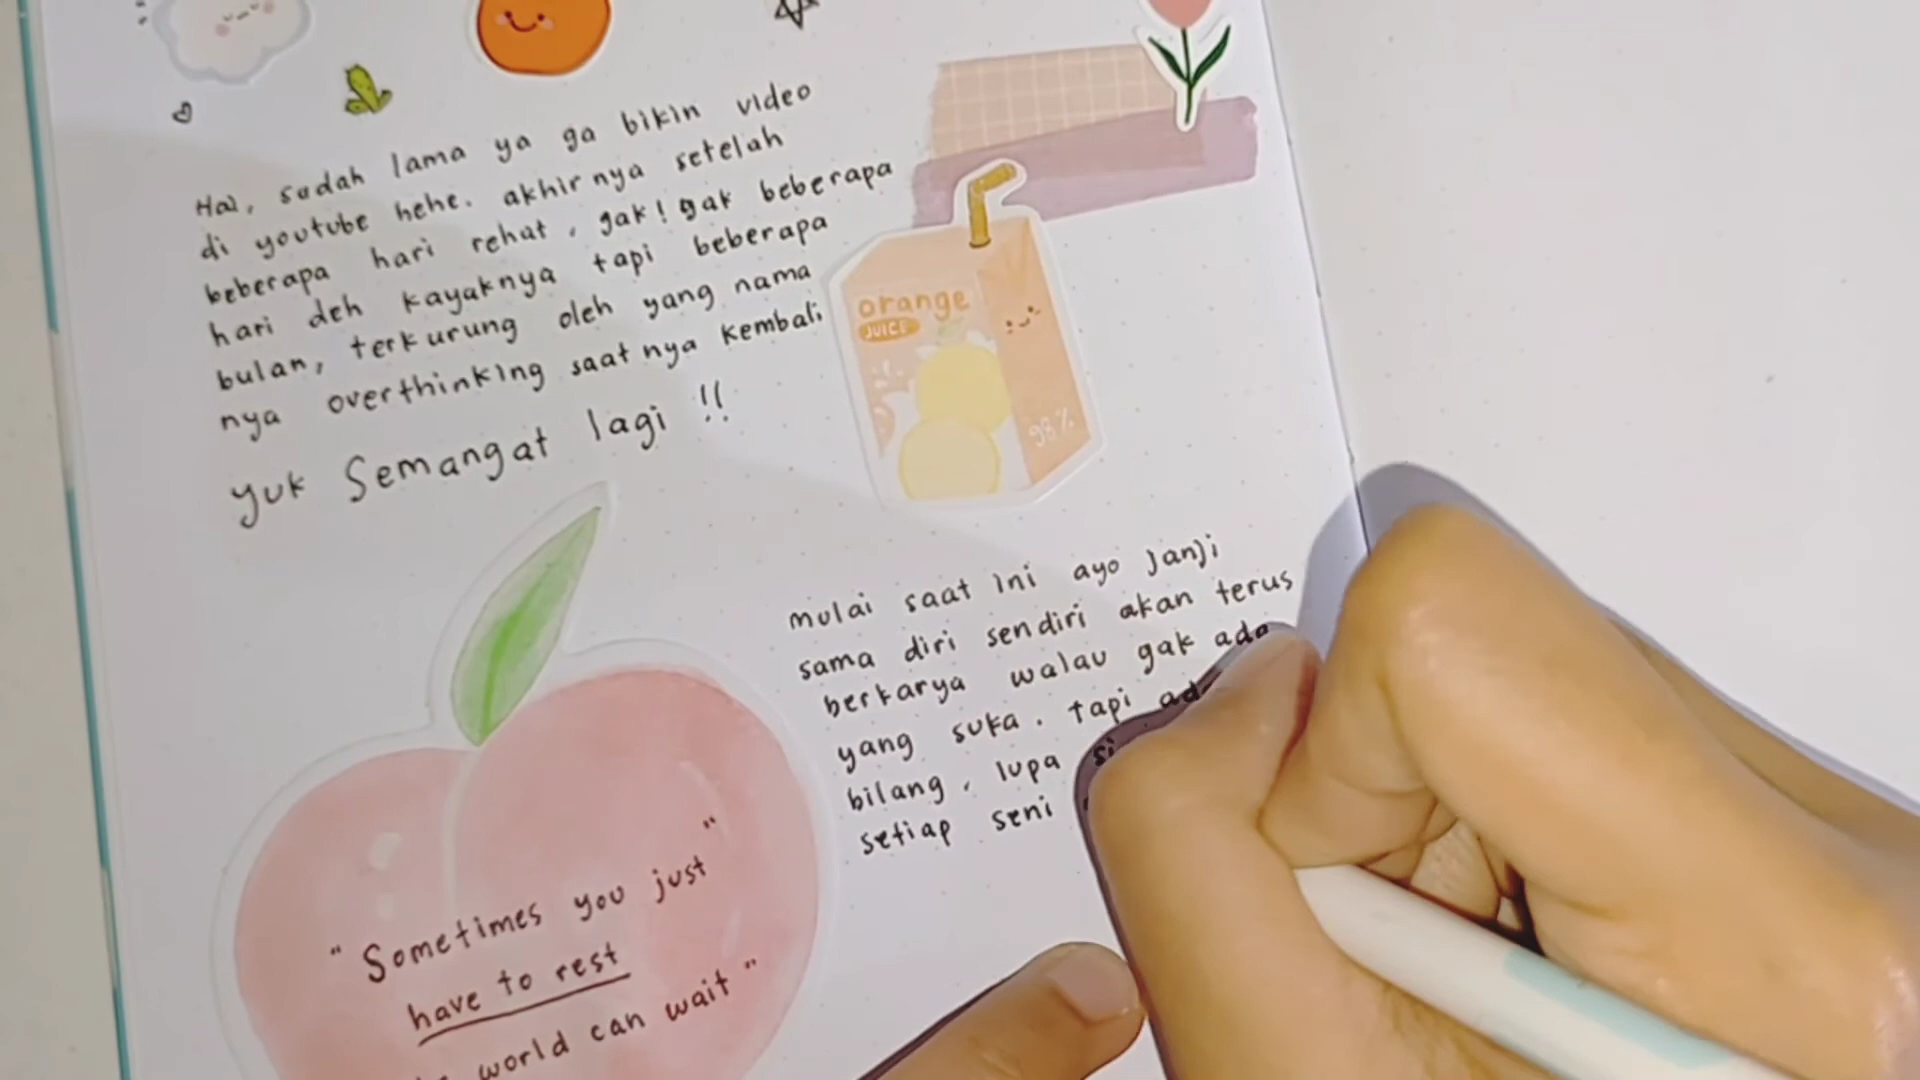 Hai, sudah lama ya ga bikin video
di youtube hehe. akhirnya setelah
beberapa hari rehat, gak! gak beberapa
hari deh kayaknya tapi beberapa
bulan, terkurung oleh yang nama
nya overthinking saatnya kembali
yuk Semangat lagi !!
orange
JUICE
98%
mulai saat ini ayo janji
sama diri sendiri akan terus
berkarya walau gak ada
yang suka. tapi
bilang, lupa
setiap seni
"Sometimes you just"
have to rest
world can wait"